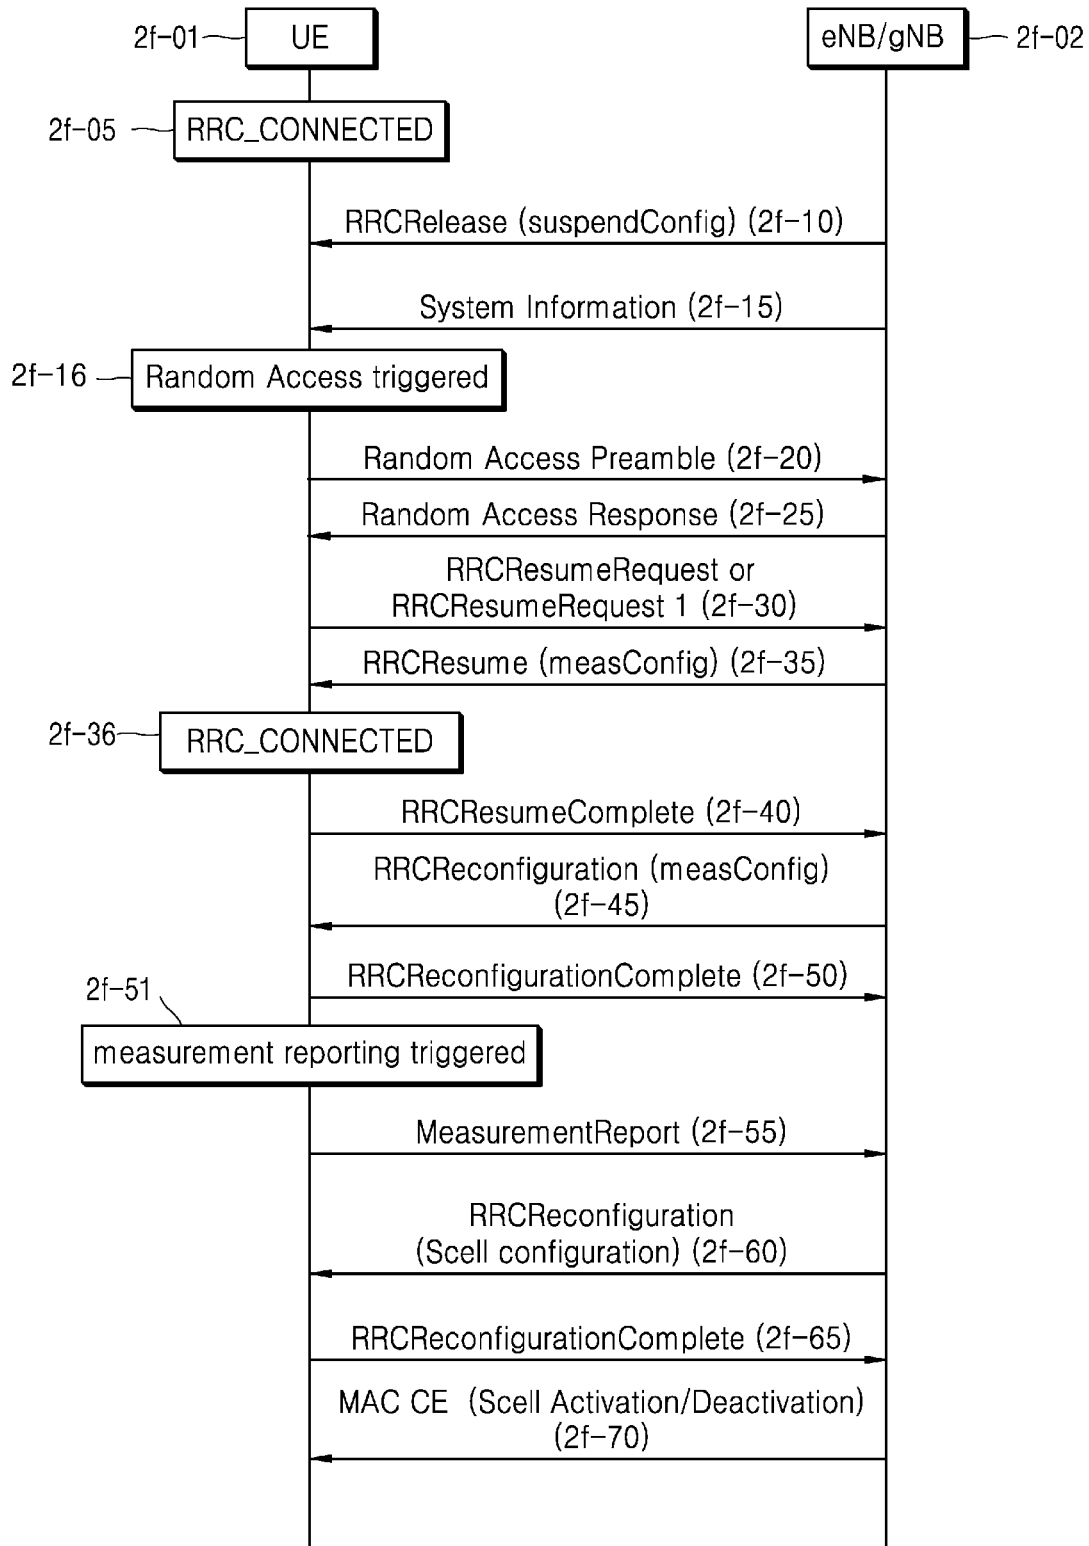 2f-01
UE
eNB/gNB
2f-02
2f-05
RRC_CONNECTED
RRCRelease (suspendConfig) (2f-10)
System Information (2f-15)
2f-16
Random Access triggered
Random Access Preamble (2f-20)
Random Access Response (2f-25)
RRCResumeRequest or
RRCResumeRequest 1 (2f-30)
RRCResume (measConfig) (2f-35)
2f-36
RRC_CONNECTED
RRCResumeComplete (2f-40)
RRCReconfiguration (measConfig)
(2f-45)
RRCReconfigurationComplete (2f-50)
2f-51
measurement reporting triggered
MeasurementReport (2f-55)
RRCReconfiguration
(Scell configuration) (2f-60)
RRCReconfigurationComplete (2f-65)
MAC CE (Scell Activation/Deactivation)
(2f-70)